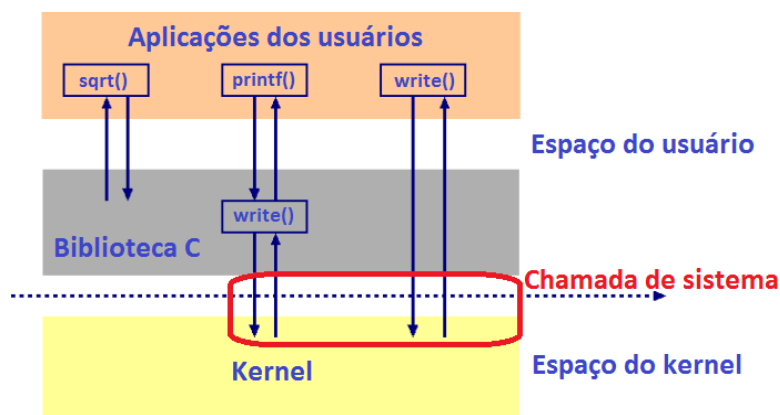 Aplicações dos usuários
sqrt()
printf()
write()
Espaço do usuário
write()
Biblioteca C
Chamada de sistema
Kernel
Espaço do kernel